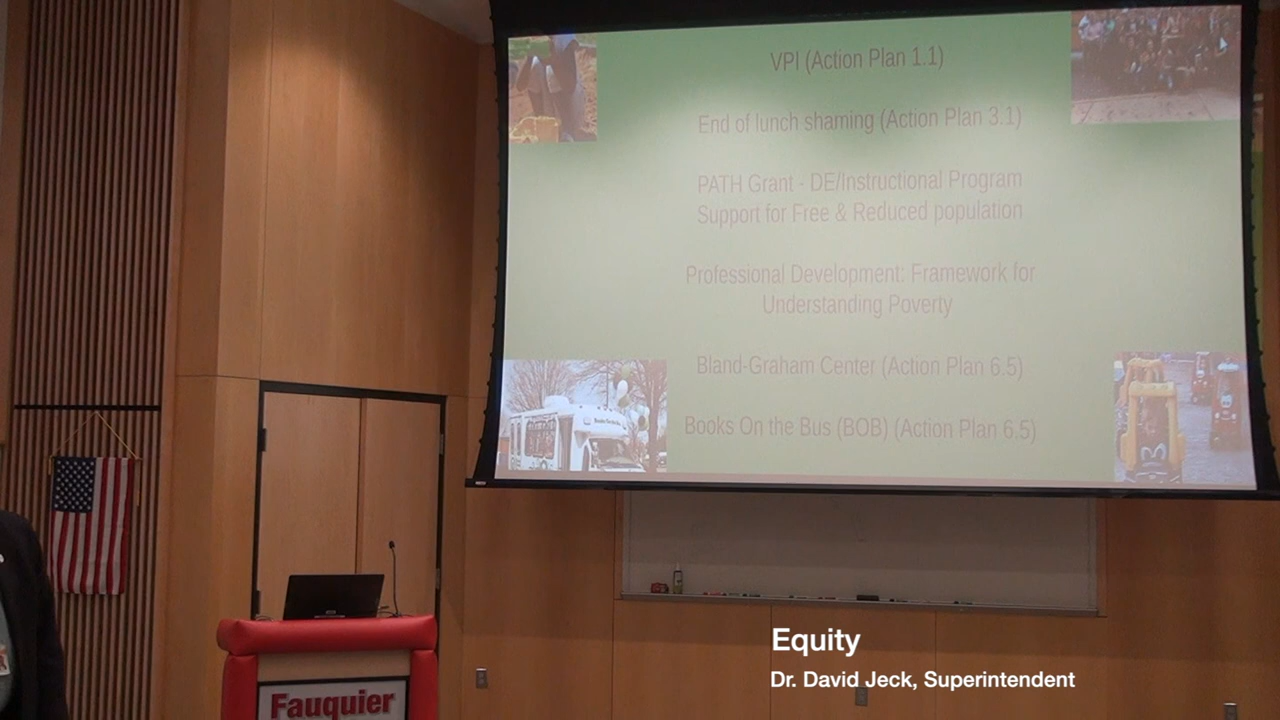 VPI (Action Plan 1.1)
End of lunch shaming (Action Plan 3.1)
PATH Grant - DE/Instructional Program
Support for Free & Reduced population
Professional Development: Framework for
Understanding Poverty
Bland-Graham Center (Action Plan 6.5)
Books On the Bus (BOB) (Action Plan 6.5)
Fauquier
Equity
Dr. David Jeck, Superintendent